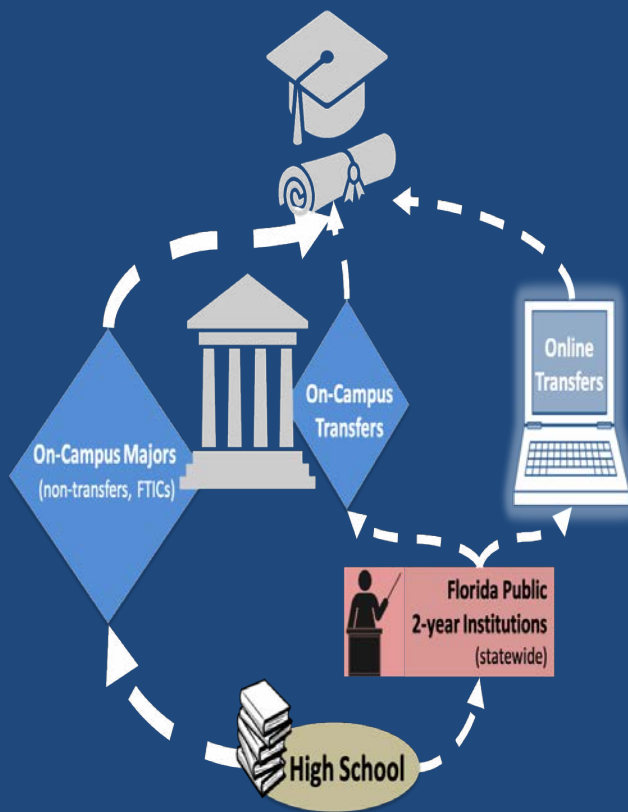 Online
Transfers
On-Campus
Transfers
On-Campus Majors
(non-transfers, FTICs)
Florida Public
2-year Institutions
(statewide)
High School